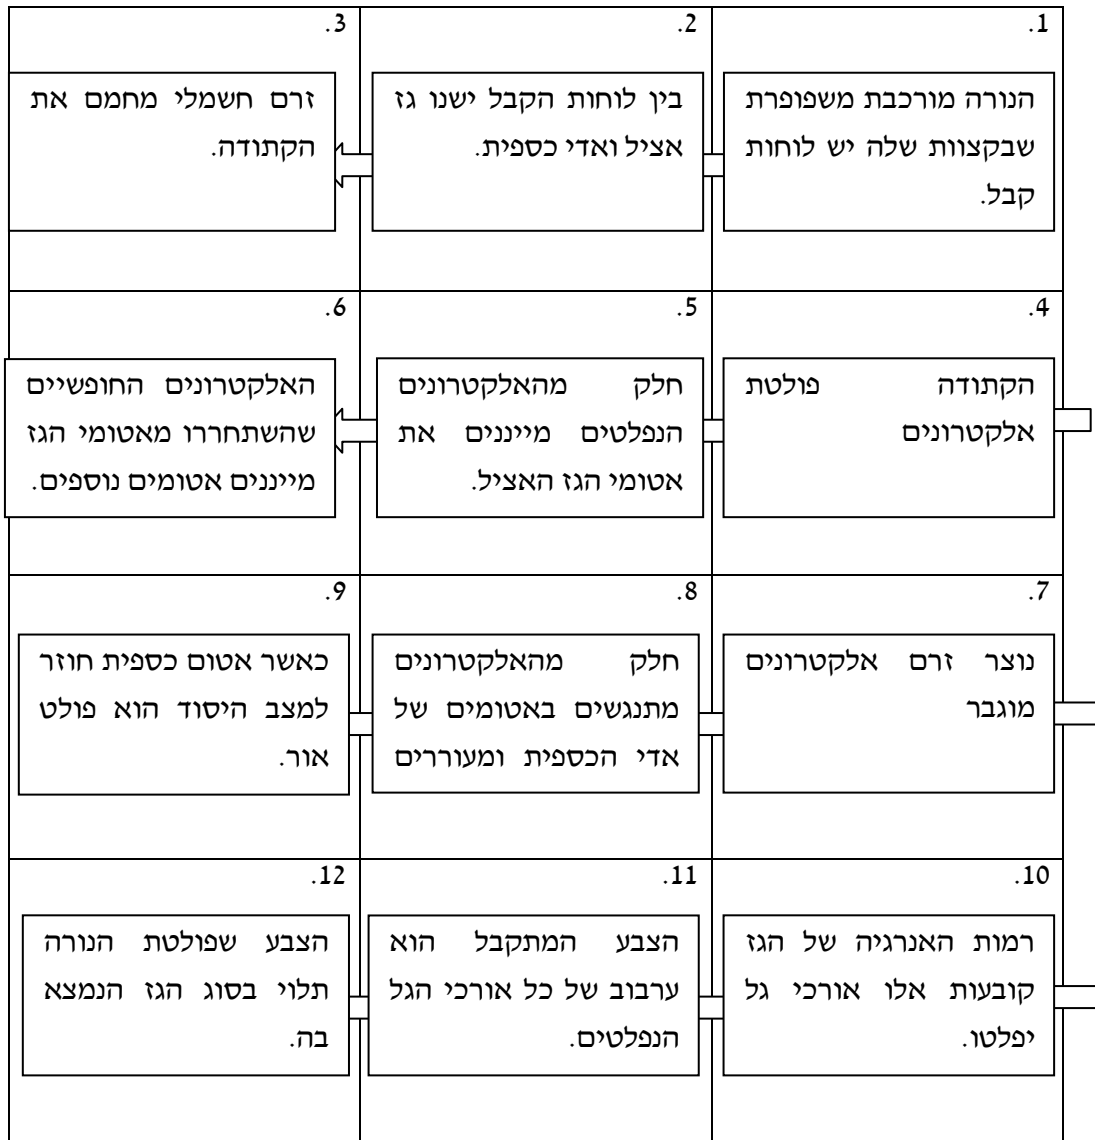 1.
הנורה מורכבת משפופרת
שבקצוות שלה יש לוחות
קבל.
2.
בין לוחות הקבל ישנו גז
אציל ואדי כספית.
3.
זרם חשמלי מחמם את
הקתודה.
4.
הקתודה פולטת
אלקטרונים
5.
חלק מהאלקטרונים
הנפלטים מייננים את
אטומי הגז האציל.
6.
האלקטרונים החופשיים
שהשתחררו מאטומי הגז
מייננים אטומים נוספים.
7.
נוצר זרם אלקטרונים
מוגבר
8.
חלק מהאלקטרונים
מתנגשים באטומים של
אדי הכספית ומעוררים
9.
כאשר אטום כספית חוזר
למצב היסוד הוא פולט
אור.
10.
רמות האנרגיה של הגז
קובעות אלו אורכי גל
יפלטו.
11.
הצבע המתקבל הוא
ערבוב של כל אורכי הגל
הנפלטים.
12.
הצבע שפולטת הנורה
תלוי בסוג הגז הנמצא
בה.